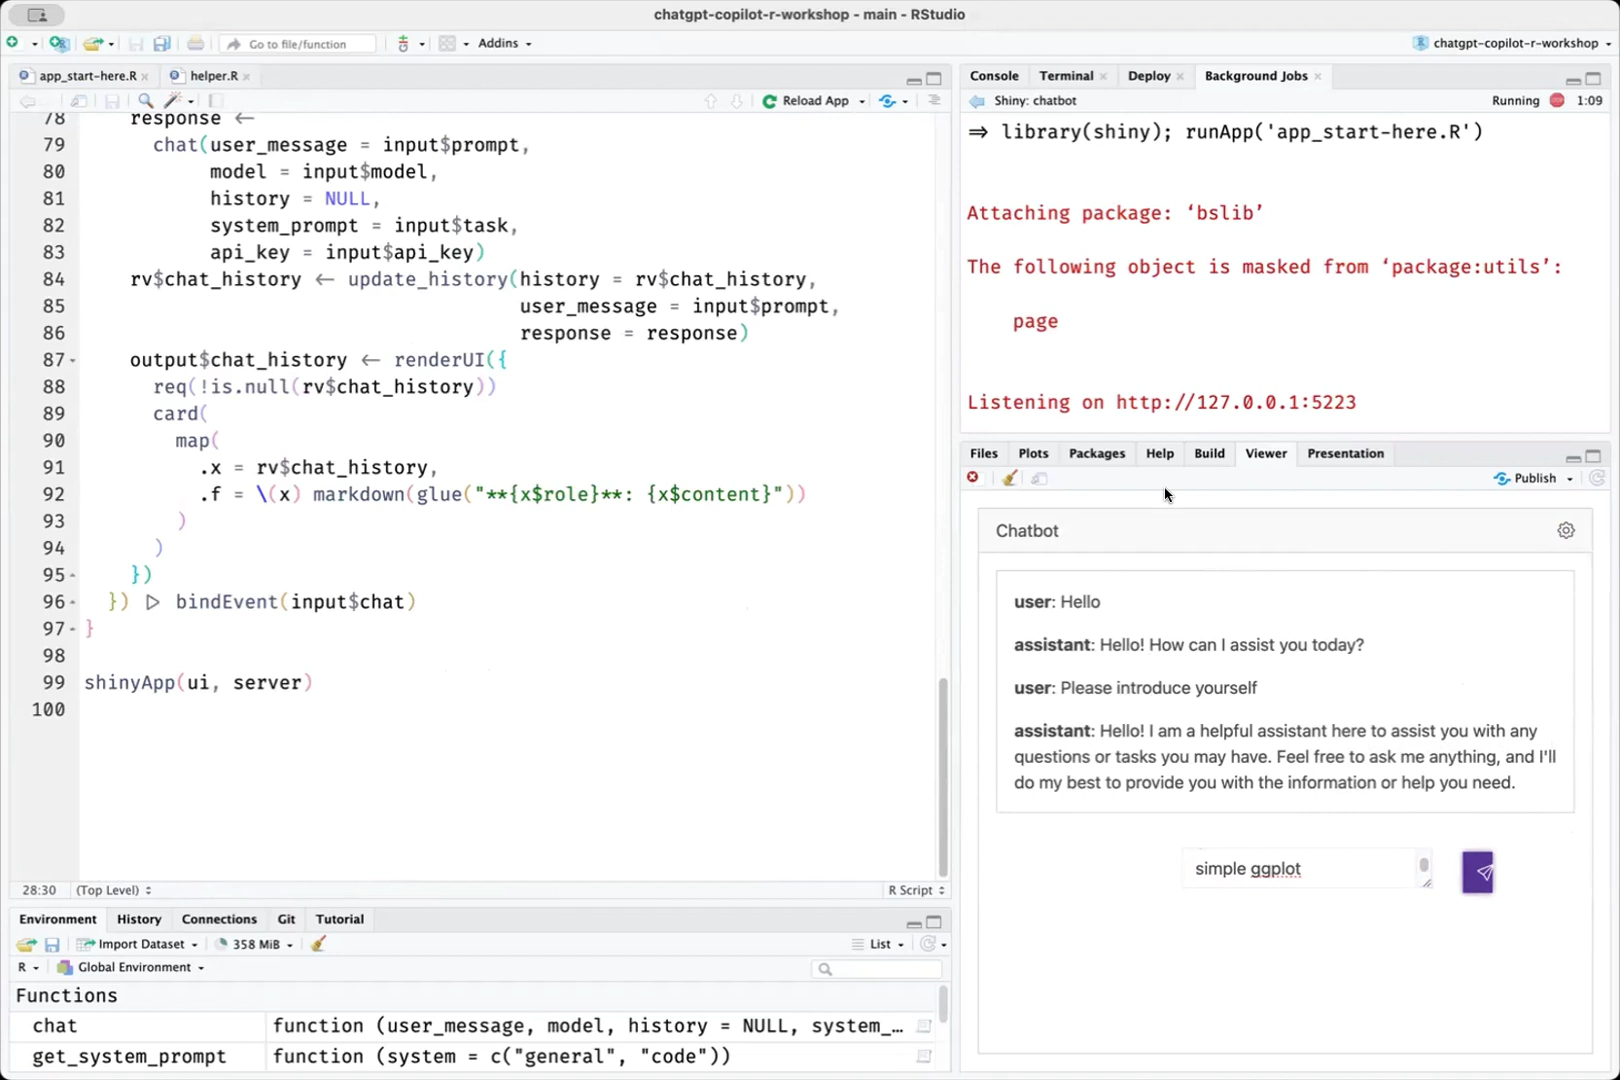 chatgpt-copilot-r-workshop - main - RStudio
Go to file/function
Addins
chatgpt-copilot-r-workshop
app_start-here.R
helper.R
Reload App
78 response <-
79 chat(user_message = input$prompt,
80 model = input$model,
81 history = NULL,
82 system_prompt = input$task,
83 api_key = input$api_key)
84 rv$chat_history <- update_history(history = rv$chat_history,
85 user_message = input$prompt,
86 response = response)
87 output$chat_history <- renderUI({
88 req(!is.null(rv$chat_history))
89 card(
90 map(
91 .x = rv$chat_history,
92 .f = \(x) markdown(glue("**{x$role}**: {x$content}"))
93 )
94 )
95 })
96 }) |> bindEvent(input$chat)
97 }
98
99 shinyApp(ui, server)
100
28:30 (Top Level) R Script
Environment History Connections Git Tutorial
Import Dataset 358 MiB List
R Global Environment
Functions
chat function (user_message, model, history = NULL, system_…
get_system_prompt function (system = c("general", "code"))
Console Terminal Deploy Background Jobs
Shiny: chatbot Running 1:09
=> library(shiny); runApp('app_start-here.R')
Attaching package: ‘bslib’
The following object is masked from ‘package:utils’:
page
Listening on http://127.0.0.1:5223
Files Plots Packages Help Build Viewer Presentation
Publish
Chatbot
user: Hello
assistant: Hello! How can I assist you today?
user: Please introduce yourself
assistant: Hello! I am a helpful assistant here to assist you with any
questions or tasks you may have. Feel free to ask me anything, and I'll
do my best to provide you with the information or help you need.
simple ggplot